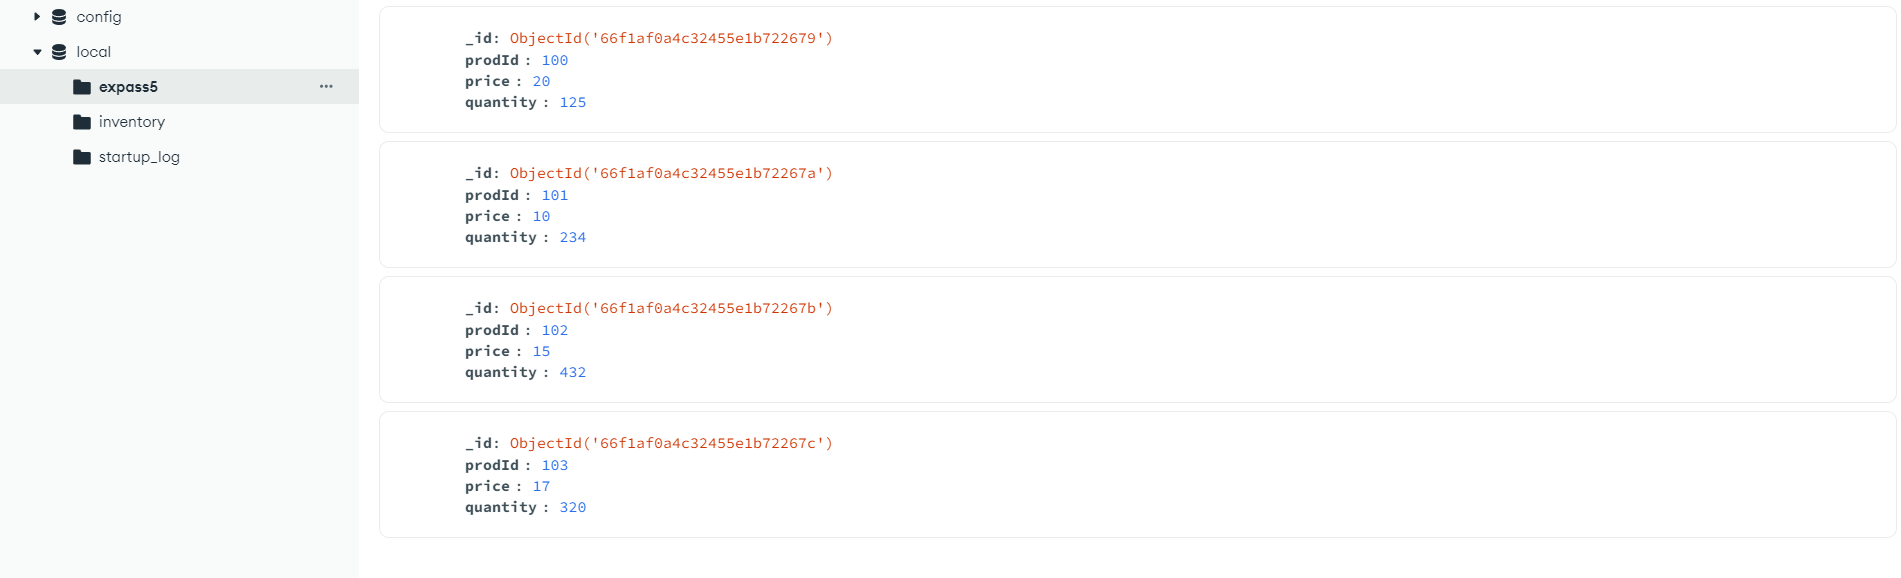 config
local
expass5
inventory
startup_log
_id: ObjectId('66f1af0a4c32455e1b722679')
prodId : 100
price : 20
quantity : 125
_id: ObjectId('66f1af0a4c32455e1b72267a')
prodId : 101
price : 10
quantity : 234
_id: ObjectId('66f1af0a4c32455e1b72267b')
prodId : 102
price : 15
quantity : 432
_id: ObjectId('66f1af0a4c32455e1b72267c')
prodId : 103
price : 17
quantity : 320